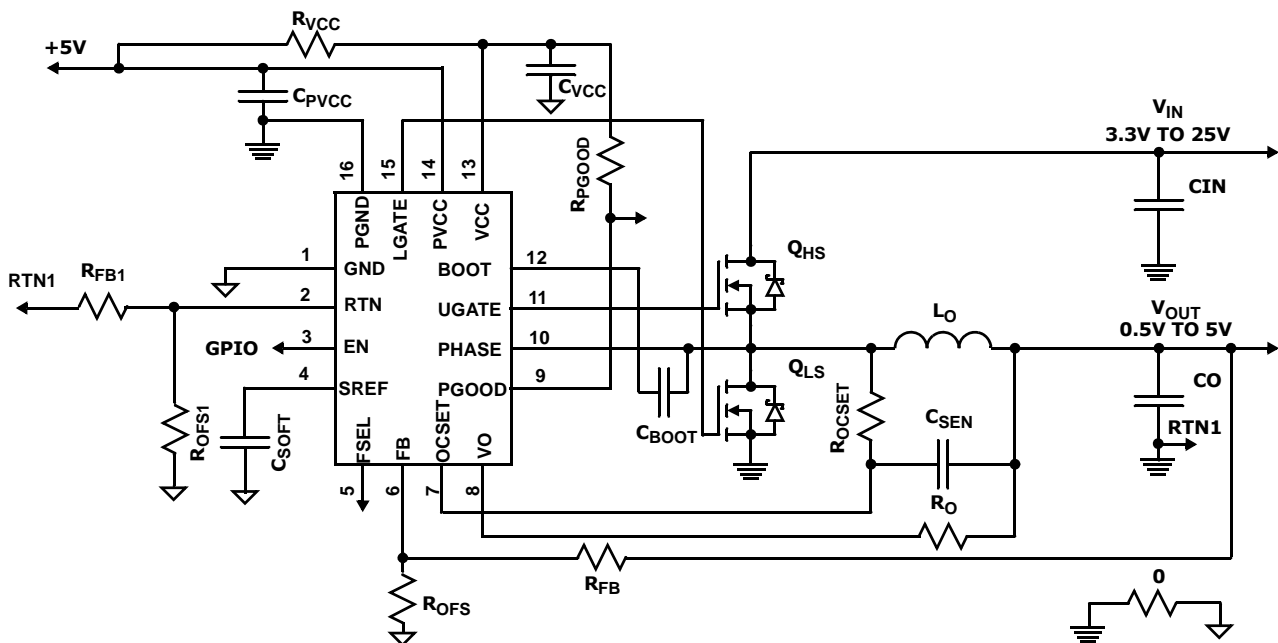 RVCC
+5V
CPVCC
CVCC
RPGOOD
VIN
3.3V TO 25V
CIN
16
15
14
13
PGND
LGATE
PVCC
VCC
1
GND
BOOT
12
RTN1
RFB1
2
RTN
UGATE
11
QHS
GPIO
3
EN
PHASE
10
LO
VOUT
0.5V TO 5V
4
SREF
PGOOD
9
QLS
ROFS1
CSOFT
FSEL
FB
OCSET
VO
5
6
7
8
CBOOT
ROCSET
CSEN
RO
CO
RTN1
RFB
ROFS
0